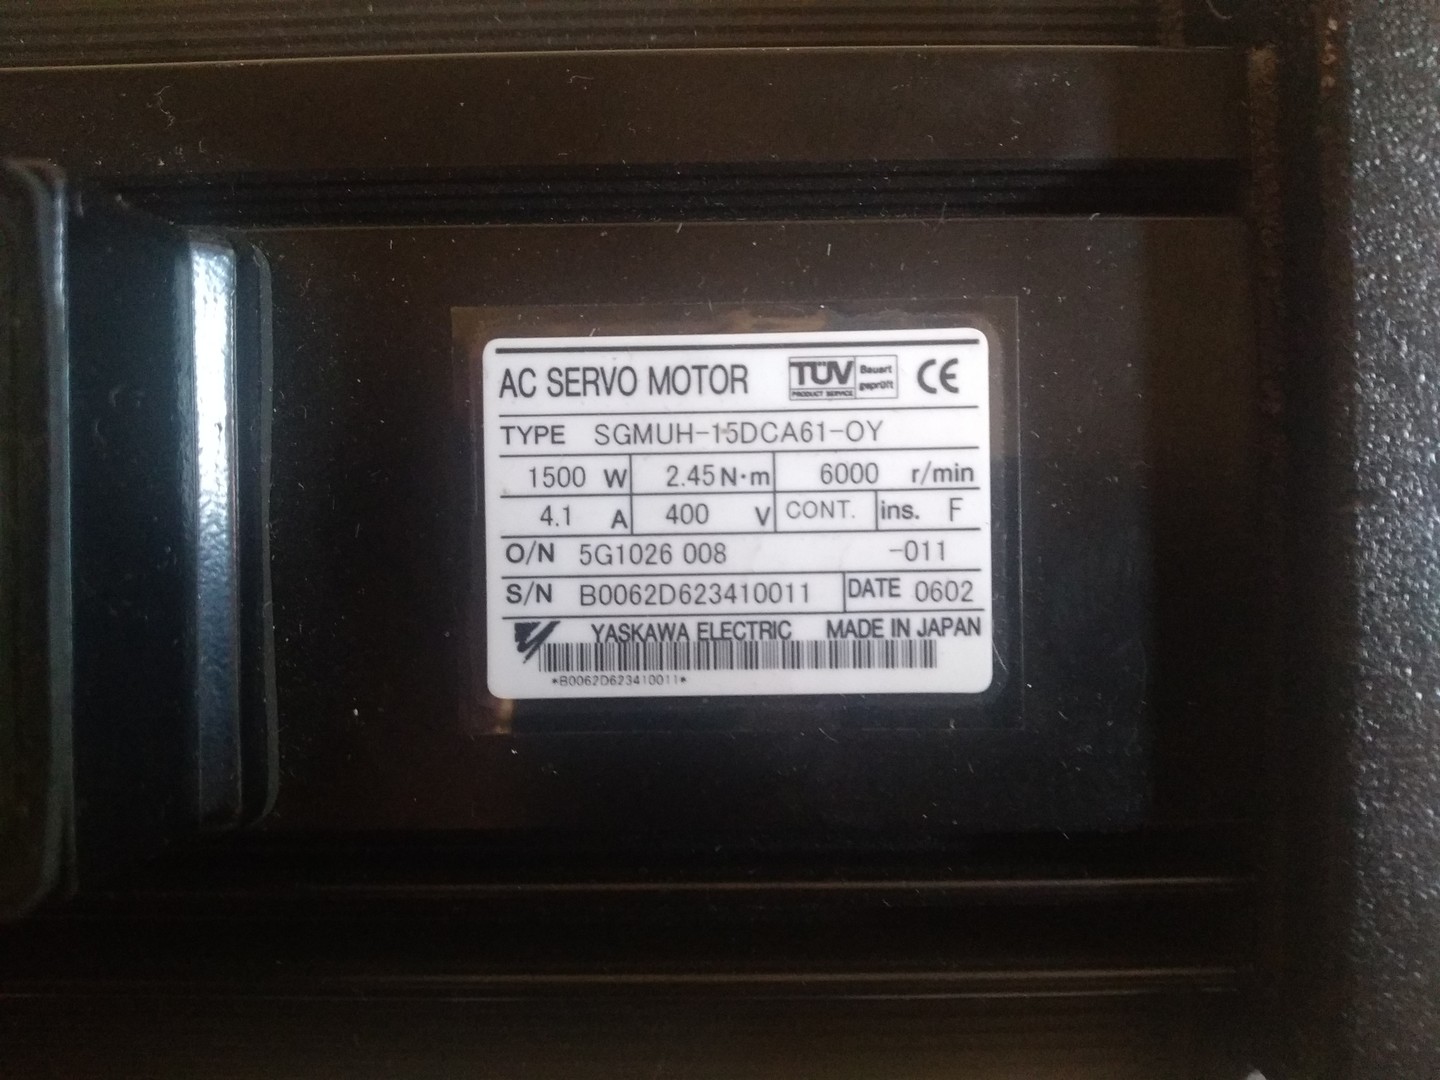 AC SERVO MOTOR TÜV PRODUCT SERVICE Bauart geprüft CE
TYPE SGMUH-15DCA61-OY
1500 W 2.45 N·m 6000 r/min
4.1 A 400 V CONT. ins. F
O/N 5G1026 008 -011
S/N B0062D623410011 DATE 0602
YASKAWA ELECTRIC MADE IN JAPAN
*B0062D623410011*